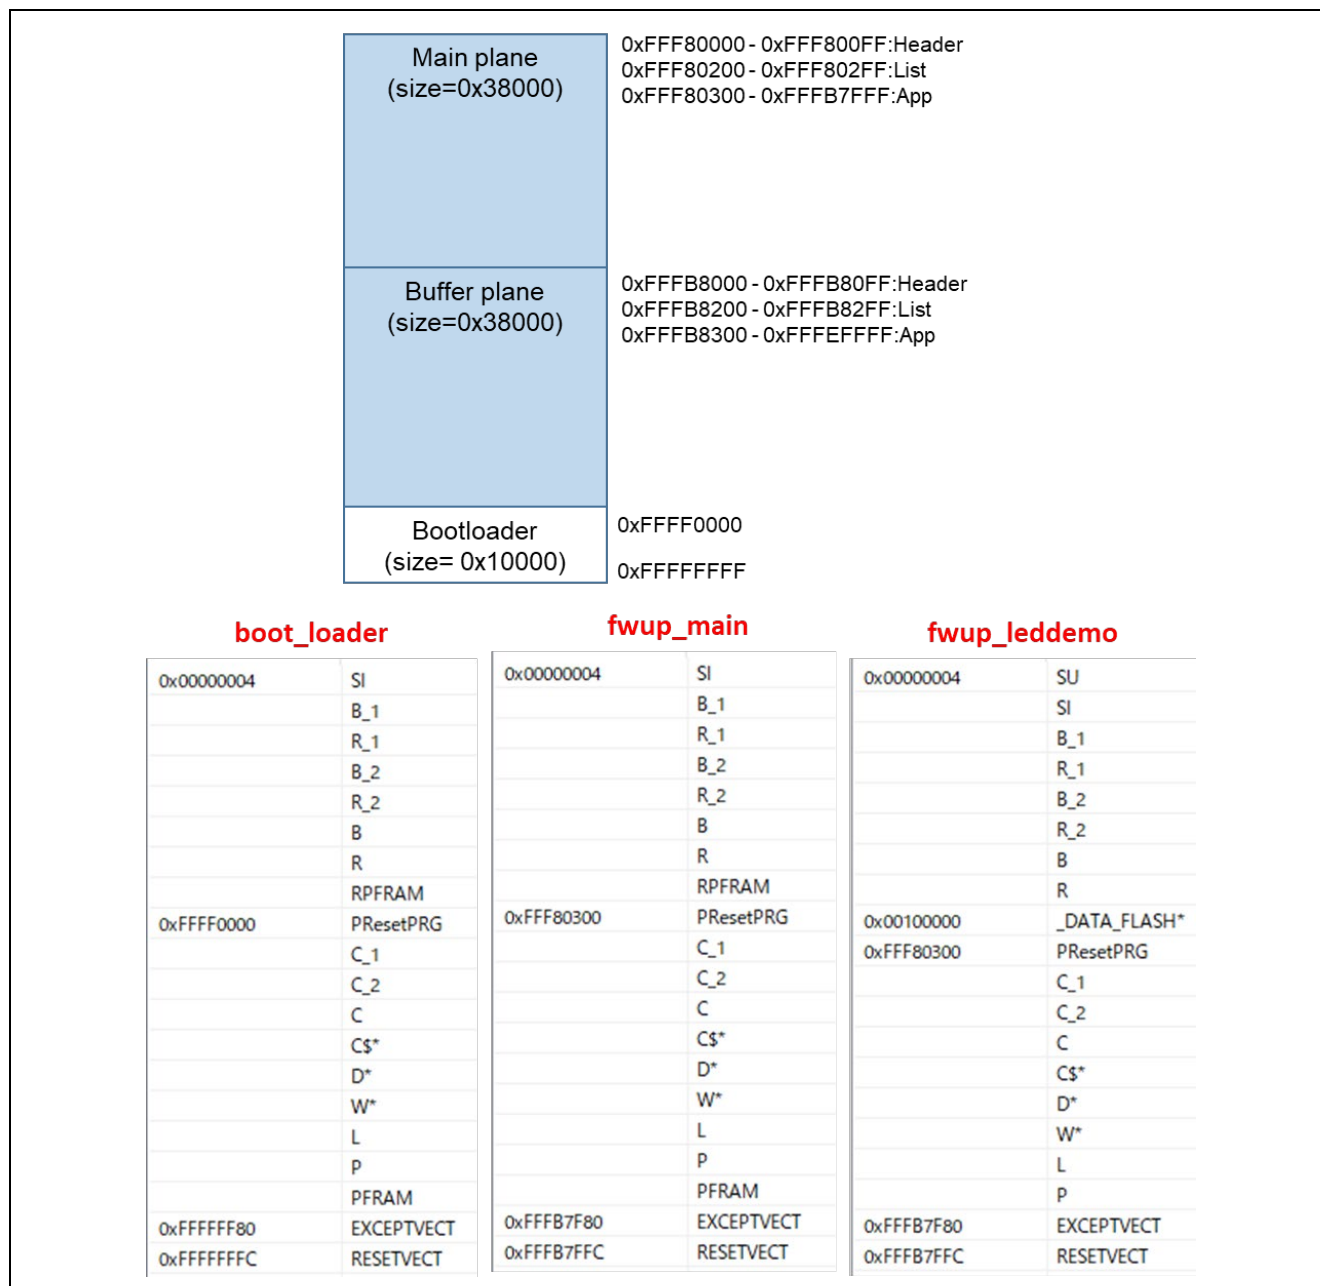 Main plane
(size=0x38000)
0xFFF80000 - 0xFFF800FF:Header
0xFFF80200 - 0xFFF802FF:List
0xFFF80300 - 0xFFFB7FFF:App
Buffer plane
(size=0x38000)
0xFFFB8000 - 0xFFFB80FF:Header
0xFFFB8200 - 0xFFFB82FF:List
0xFFFB8300 - 0xFFFEFFFF:App
Bootloader
(size= 0x10000)
0xFFFF0000
0xFFFFFFFF
boot_loader
0x00000004 SI
B_1
R_1
B_2
R_2
B
R
RPFRAM
0xFFFF0000 PResetPRG
C_1
C_2
C
C$*
D*
W*
L
P
PFRAM
0xFFFFFF80 EXCEPTVECT
0xFFFFFFFC RESETVECT
fwup_main
0x00000004 SI
B_1
R_1
B_2
R_2
B
R
RPFRAM
0xFFF80300 PResetPRG
C_1
C_2
C
C$*
D*
W*
L
P
PFRAM
0xFFFB7F80 EXCEPTVECT
0xFFFB7FFC RESETVECT
fwup_leddemo
0x00000004 SU
SI
B_1
R_1
B_2
R_2
B
R
0x00100000 _DATA_FLASH*
0xFFF80300 PResetPRG
C_1
C_2
C
C$*
D*
W*
L
P
0xFFFB7F80 EXCEPTVECT
0xFFFB7FFC RESETVECT